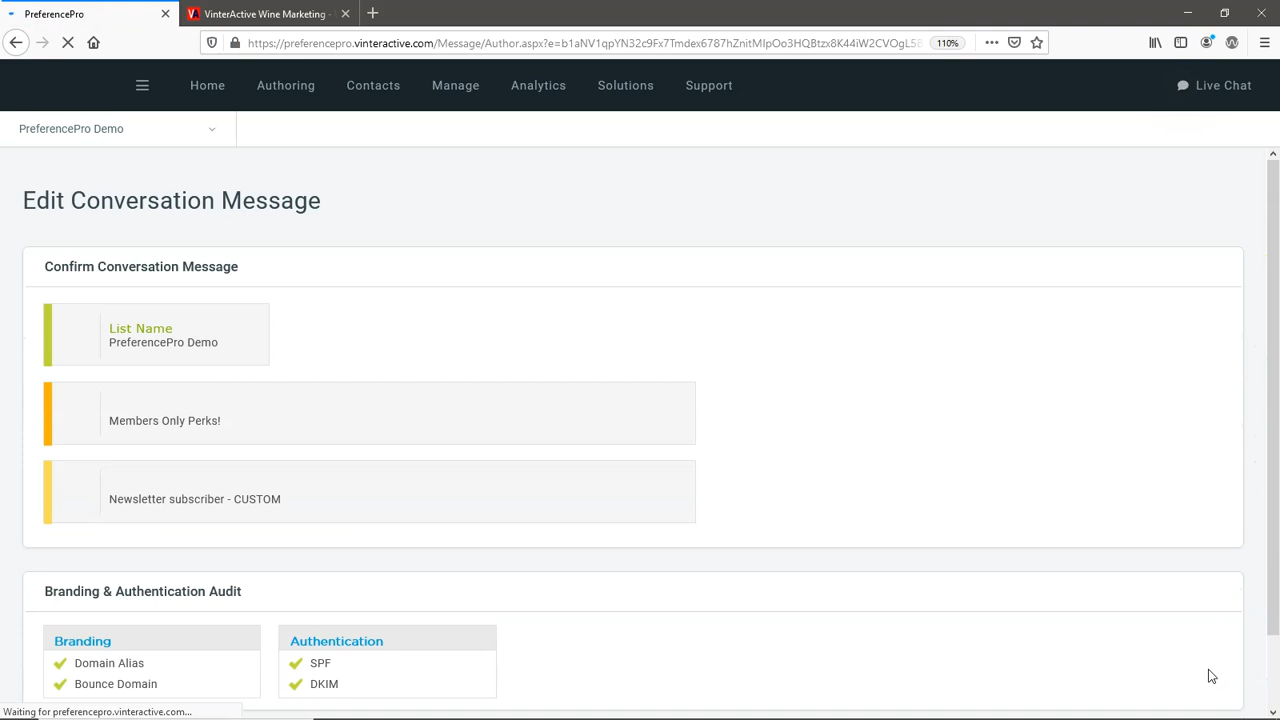 PreferencePro
VinterActive Wine Marketing -
https://preferencepro.vinteractive.com/Message/Author.aspx?e=b1aNV1qpYN32c9Fx7Tmdex6787hZnitMIpOo3HQBtzx8K44iW2CVOgL58
110%
Home
Authoring
Contacts
Manage
Analytics
Solutions
Support
Live Chat
PreferencePro Demo
Edit Conversation Message
Confirm Conversation Message
List Name
PreferencePro Demo
Members Only Perks!
Newsletter subscriber - CUSTOM
Branding & Authentication Audit
Branding
Domain Alias
Bounce Domain
Authentication
SPF
DKIM
Waiting for preferencepro.vinteractive.com...